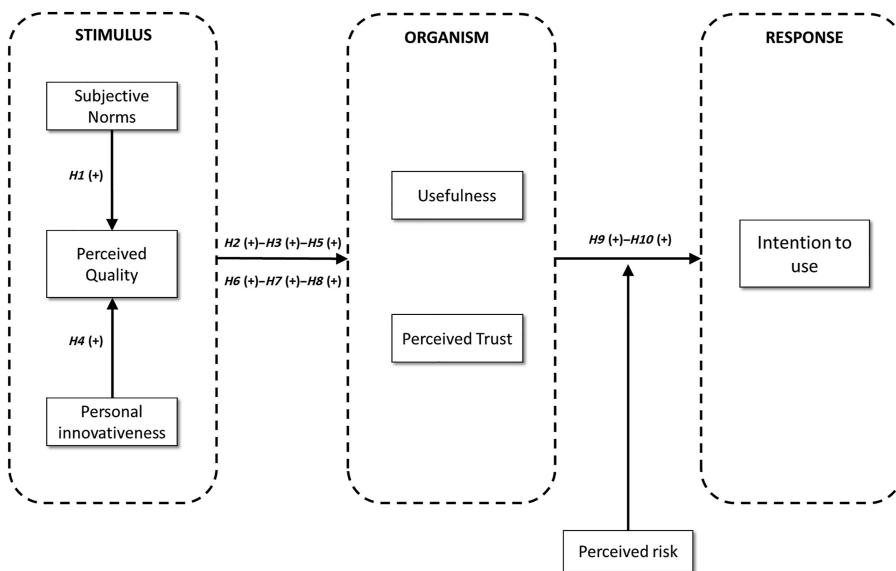 STIMULUS
Subjective
Norms
H1 (+)
Perceived
Quality
H4 (+)
Personal
innovativeness
H2 (+)–H3 (+)–H5 (+)
H6 (+)–H7 (+)–H8 (+)
ORGANISM
Usefulness
Perceived Trust
H9 (+)–H10 (+)
Perceived risk
RESPONSE
Intention to
use